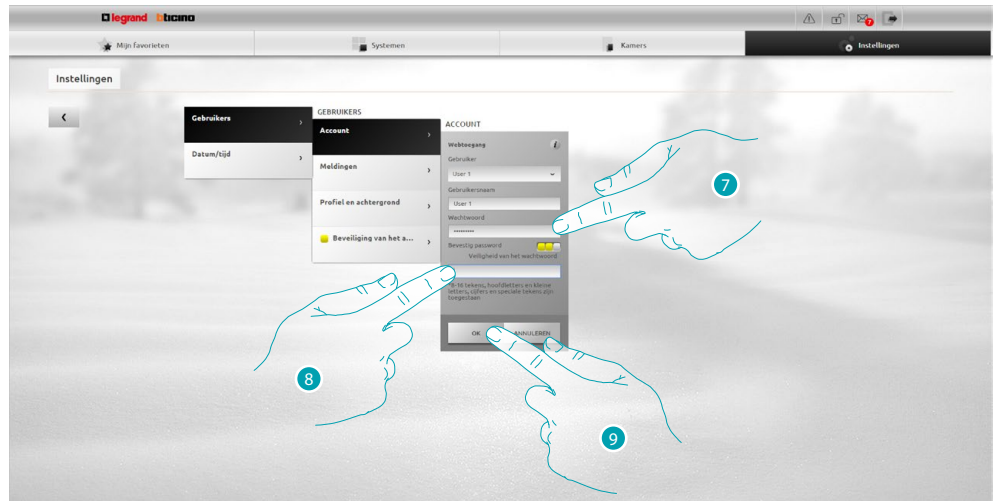 legrand bticino
7
Mijn favorieten
Systemen
Kamers
Instellingen
Instellingen
Gebruikers
Datum/tijd
GEBRUIKERS
Account
Meldingen
Profiel en achtergrond
Beveiliging van het a...
ACCOUNT
Webtoegang
i
Gebruiker
User 1
Gebruikersnaam
User 1
Wachtwoord
•••••••••
Bevestig password
Veiligheid van het wachtwoord
*8-16 tekens, hoofdletters en kleine
letters, cijfers en speciale tekens zijn
toegestaan
OK
ANNULEREN
7
8
9